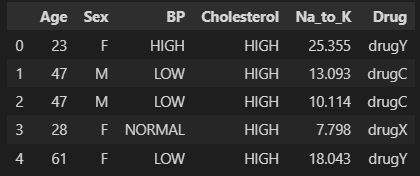 Age Sex BP Cholesterol Na_to_K Drug
0 23 F HIGH HIGH 25.355 drugY
1 47 M LOW HIGH 13.093 drugC
2 47 M LOW HIGH 10.114 drugC
3 28 F NORMAL HIGH 7.798 drugX
4 61 F LOW HIGH 18.043 drugY